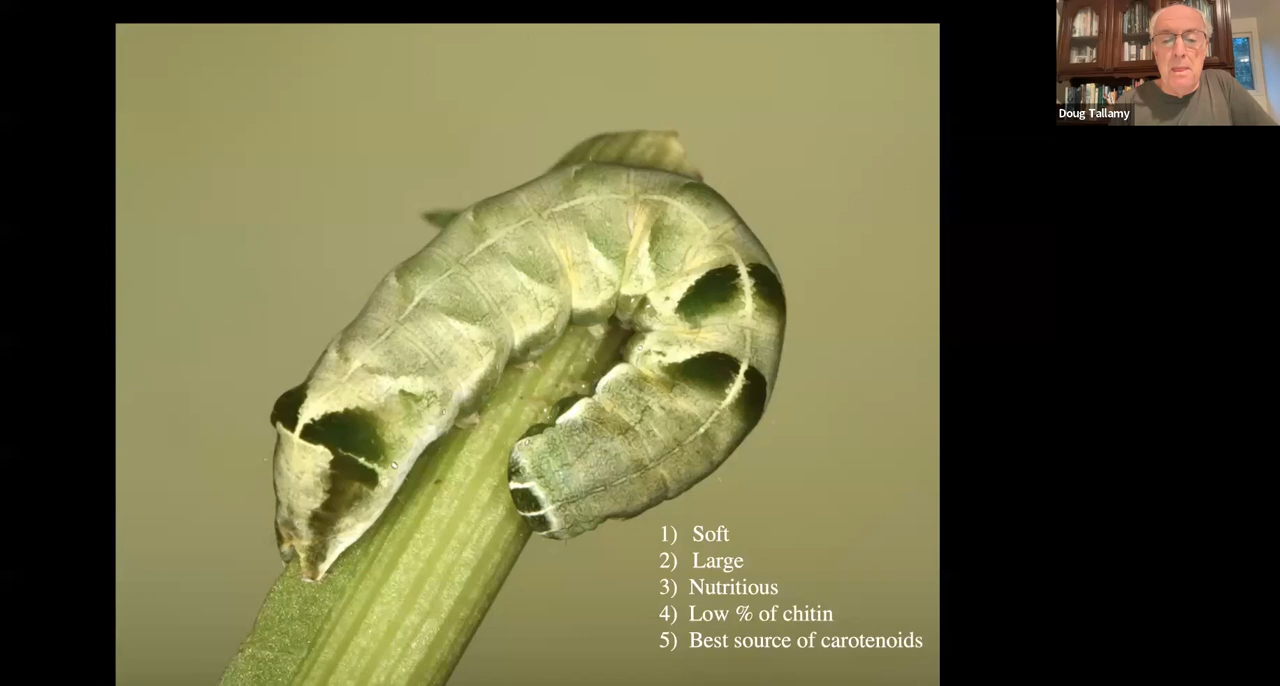 Doug Tallamy
1) Soft
2) Large
3) Nutritious
4) Low % of chitin
5) Best source of carotenoids